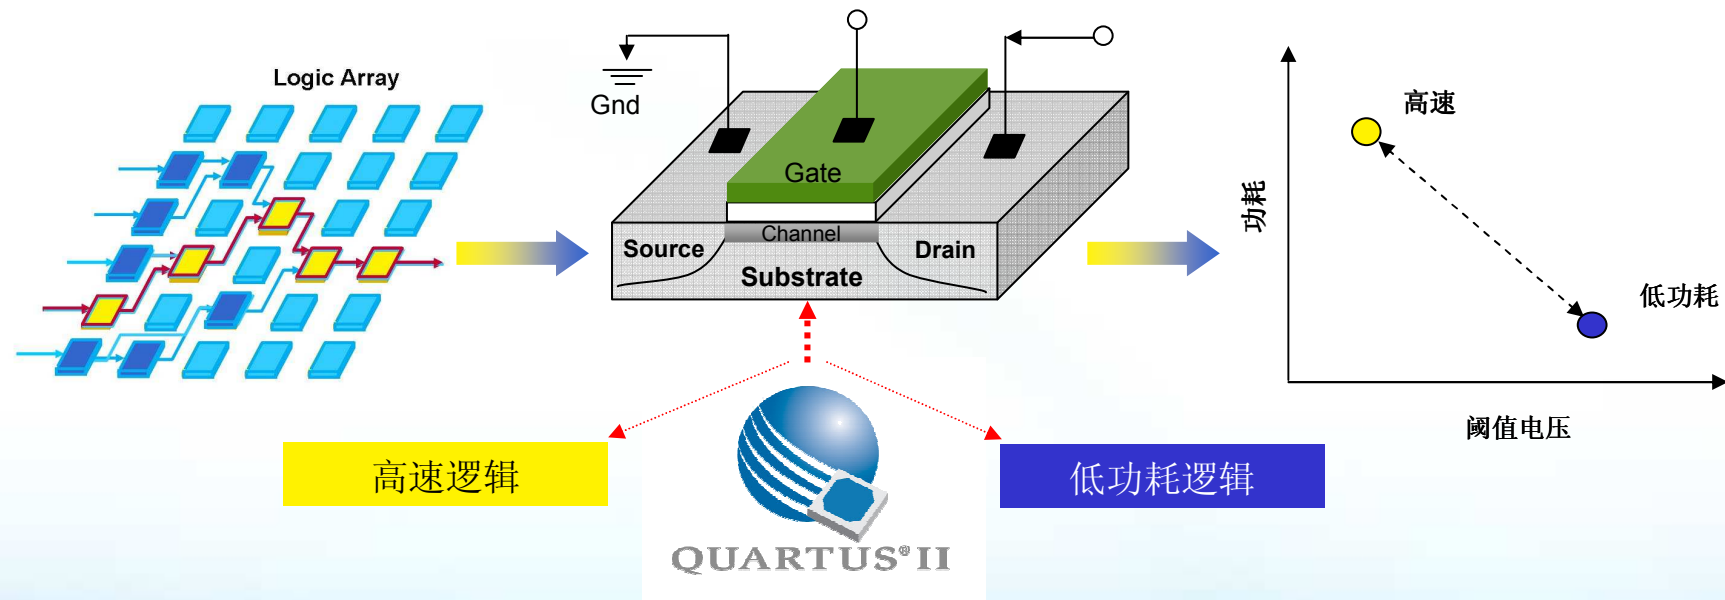 Logic Array
Gnd
Gate
Channel
Source
Drain
Substrate
高速
功耗
低功耗
阈值电压
高速逻辑
低功耗逻辑
QUARTUS®II